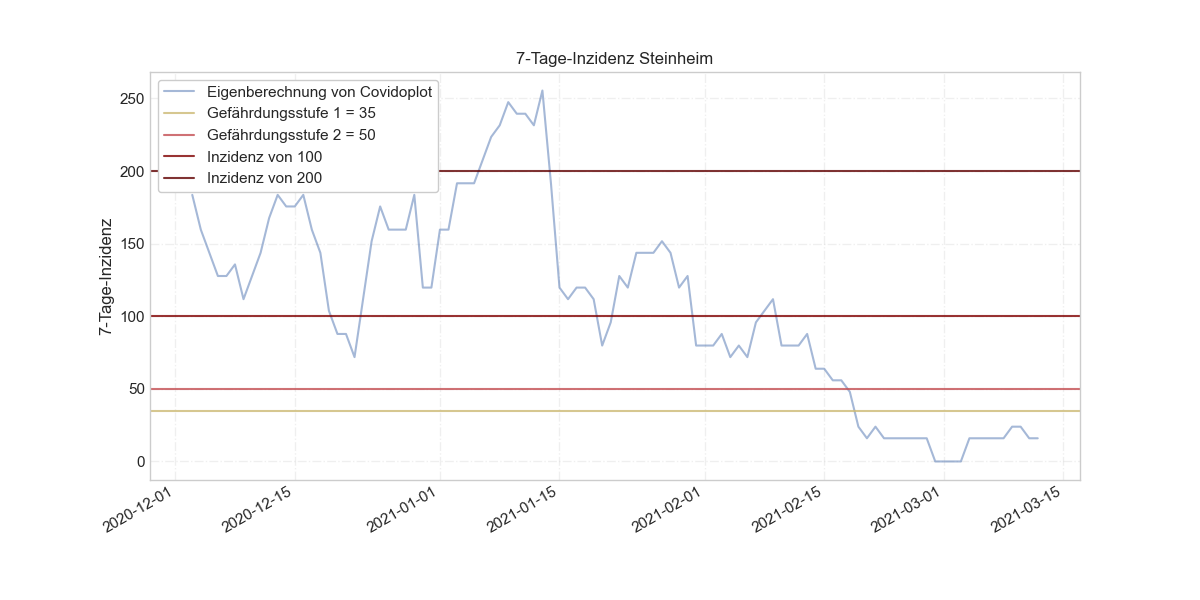 7-Tage-Inzidenz Steinheim
Eigenberechnung von Covidoplot
Gefährdungsstufe 1 = 35
Gefährdungsstufe 2 = 50
Inzidenz von 100
Inzidenz von 200
7-Tage-Inzidenz
250
200
150
100
50
0
2020-12-01
2020-12-15
2021-01-01
2021-01-15
2021-02-01
2021-02-15
2021-03-01
2021-03-15